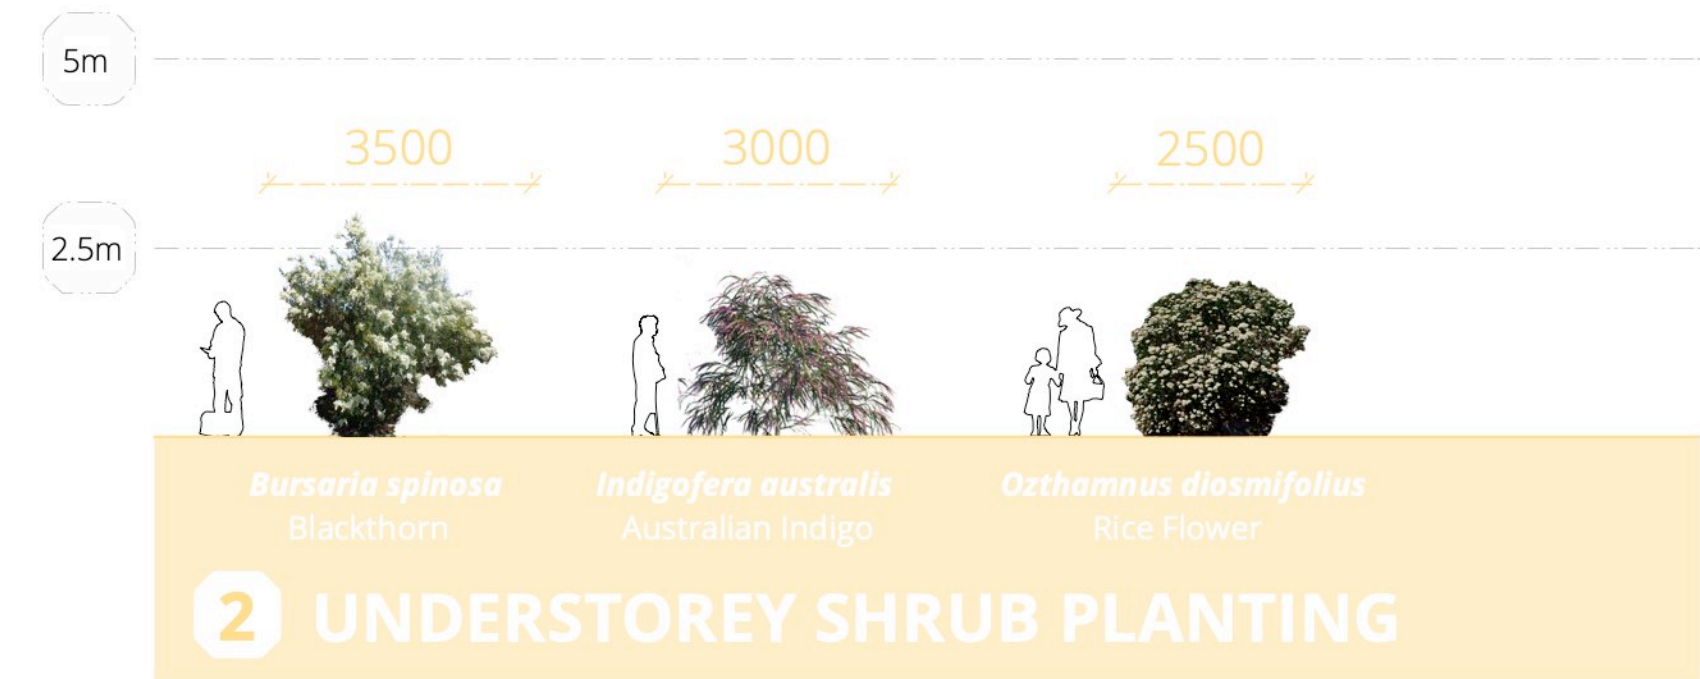 5m
3500
3000
2500
2.5m
Bursaria spinosa
Indigofera australis
Ozthamnus diosmifolius
Blackthorn
Australian Indigo
Rice Flower
2 UNDERSTOREY SHRUB PLANTING